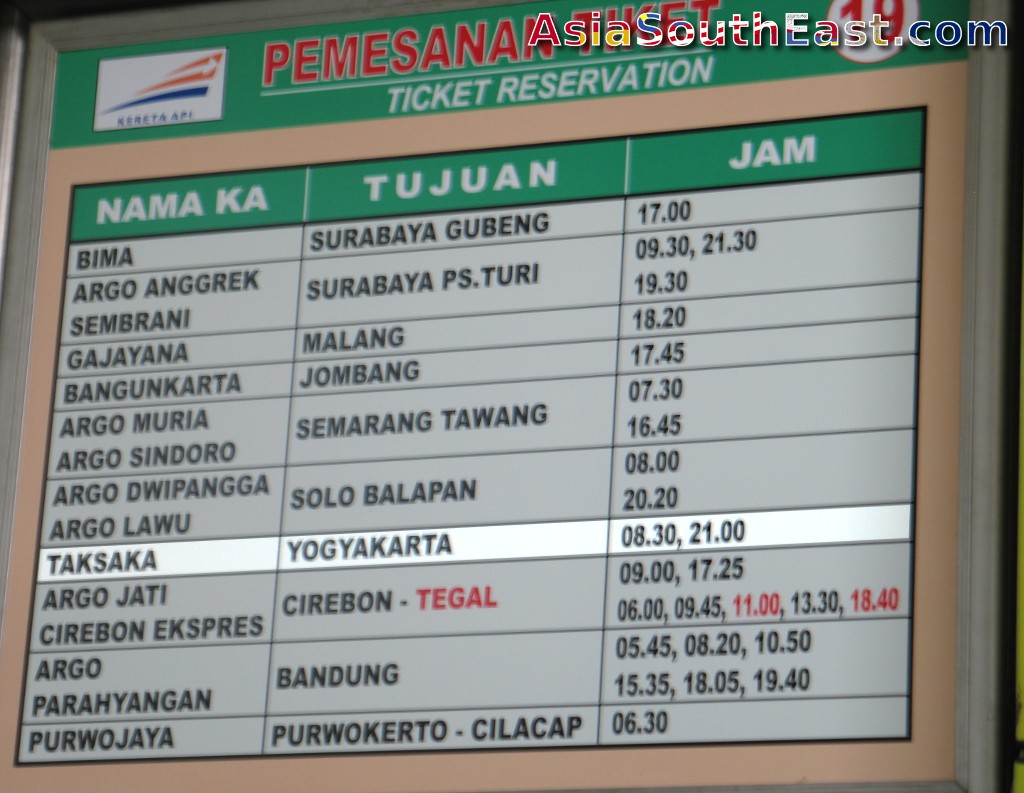 AsiaSouthEast.com
PEMESANAN TIKET 19
TICKET RESERVATION
KERETA API
NAMA KA TUJUAN JAM
BIMA SURABAYA GUBENG 17.00
ARGO ANGGREK SURABAYA PS.TURI 09.30, 21.30
SEMBRANI 19.30
GAJAYANA MALANG 18.20
BANGUNKARTA JOMBANG 17.45
ARGO MURIA SEMARANG TAWANG 07.30
ARGO SINDORO 16.45
ARGO DWIPANGGA SOLO BALAPAN 08.00
ARGO LAWU 20.20
TAKSAKA YOGYAKARTA 08.30, 21.00
ARGO JATI CIREBON - TEGAL 09.00, 17.25
CIREBON EKSPRES 06.00, 09.45, 11.00, 13.30, 18.40
ARGO BANDUNG 05.45, 08.20, 10.50
PARAHYANGAN 15.35, 18.05, 19.40
PURWOJAYA PURWOKERTO - CILACAP 06.30